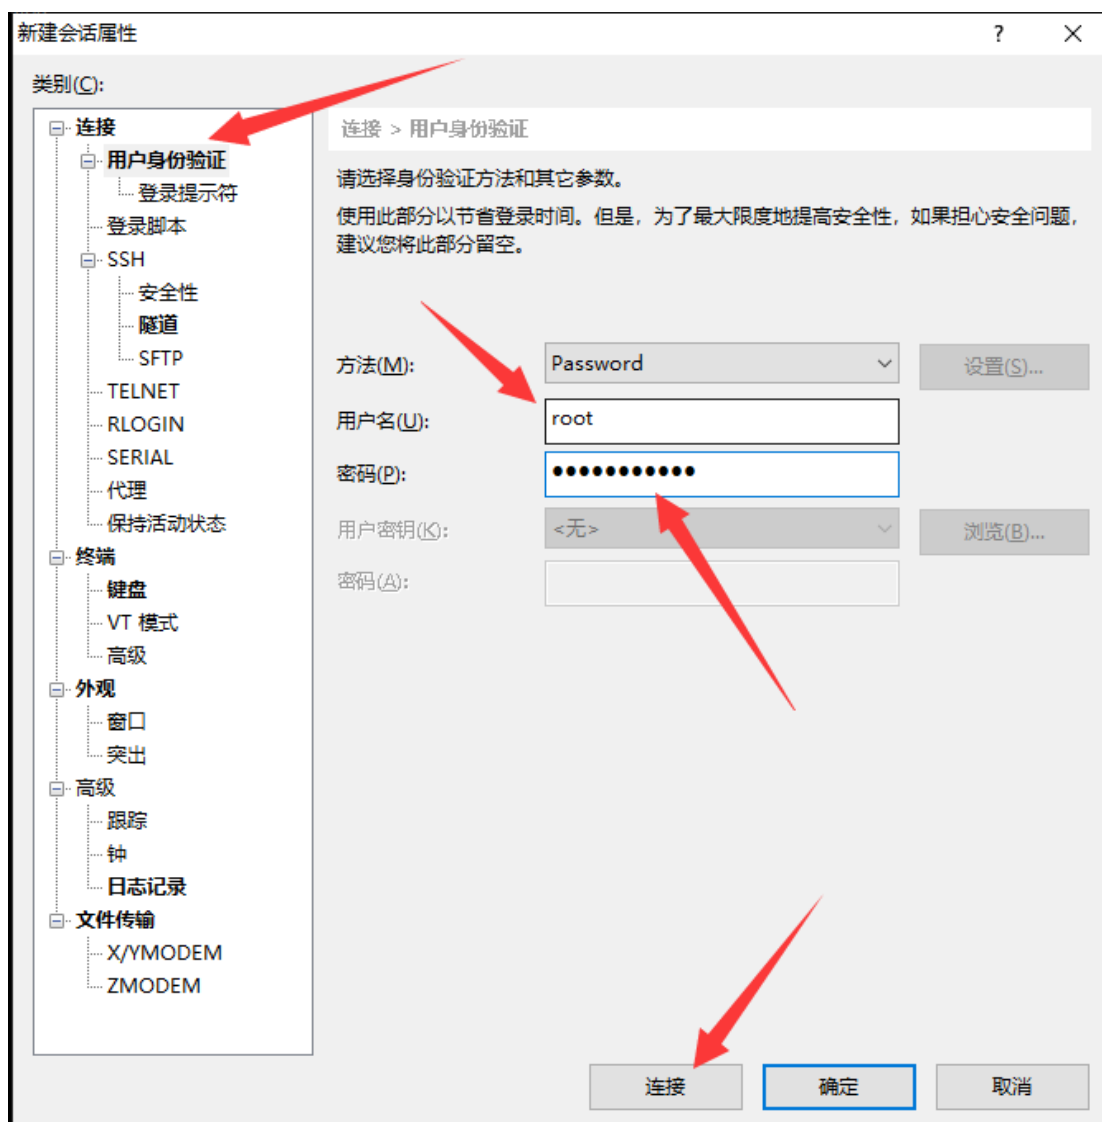 新建会话属性
?
类别(C):
连接
用户身份验证
登录提示符
登录脚本
SSH
安全性
隧道
SFTP
TELNET
RLOGIN
SERIAL
代理
保持活动状态
终端
键盘
VT 模式
高级
外观
窗口
突出
高级
跟踪
钟
日志记录
文件传输
X/YMODEM
ZMODEM
连接 > 用户身份验证
请选择身份验证方法和其它参数。
使用此部分以节省登录时间。但是，为了最大限度地提高安全性，如果担心安全问题，
建议您将此部分留空。
方法(M): Password 设置(S)...
用户名(U): root
密码(P): ●●●●●●●●●●●
用户密钥(K): <无> 浏览(B)...
密码(A):
连接 确定 取消